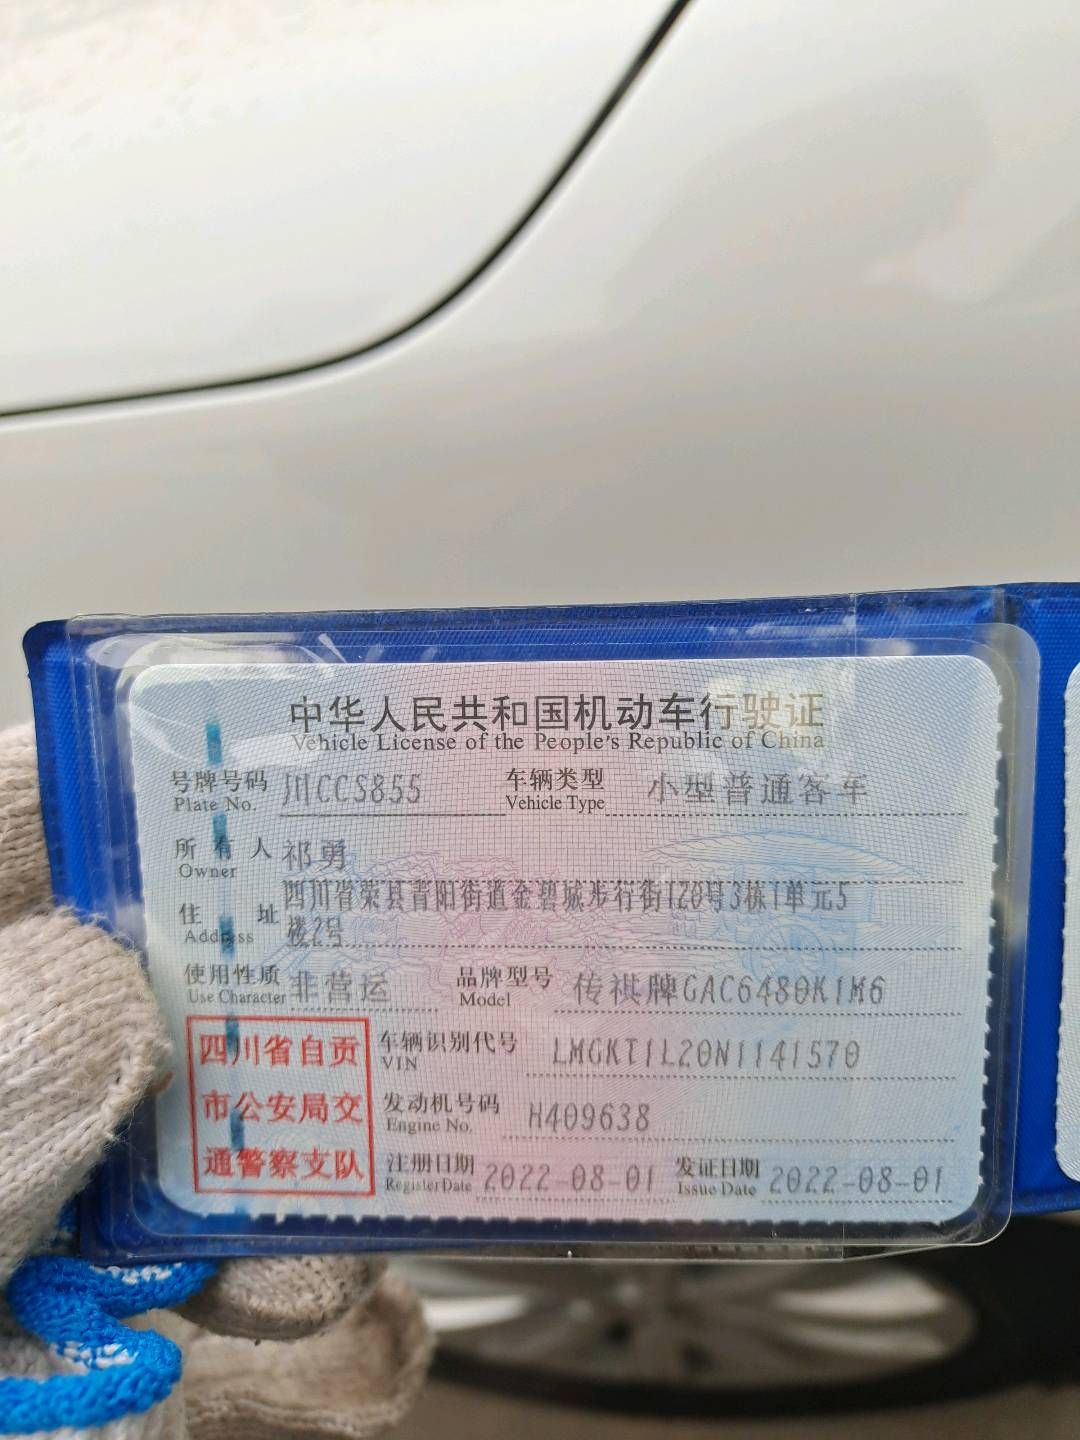 中华人民共和国机动车行驶证
Vehicle License of the People's Republic of China
号牌号码 川CCS855 车辆类型 小型普通客车
Plate No. Vehicle Type
所有人 祁勇
Owner
住址 四川省荣县青阳街道金碧城步行街120号3栋1单元5
Address 楼2号
使用性质 非营运 品牌型号 传祺牌GAC6480K1M6
Use Character Model
四川省自贡
市公安局交
通警察支队
车辆识别代号 LMGKT1L20N1141570
VIN
发动机号码 H409638
Engine No.
注册日期 2022-08-01 发证日期 2022-08-01
Register Date Issue Date